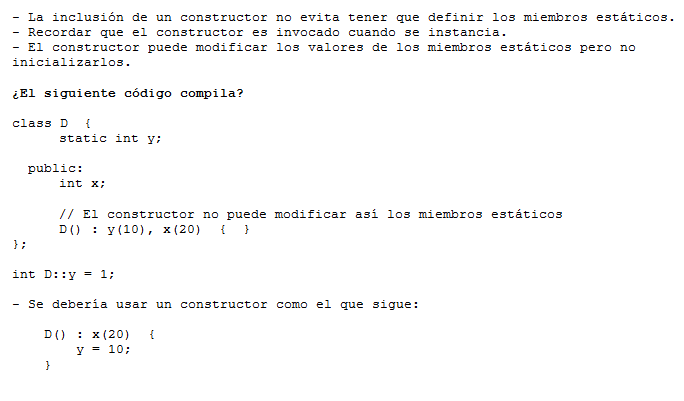 - La inclusión de un constructor no evita tener que definir los miembros estáticos.
- Recordar que el constructor es invocado cuando se instancia.
- El constructor puede modificar los valores de los miembros estáticos pero no
inicializarlos.
¿El siguiente código compila?
class D  {
      static int y;
  public:
      int x;
      // El constructor no puede modificar así los miembros estáticos
      D() : y(10), x(20)  {  }
};
int D::y = 1;
- Se debería usar un constructor como el que sigue:
    D() : x(20)  {
        y = 10;
    }